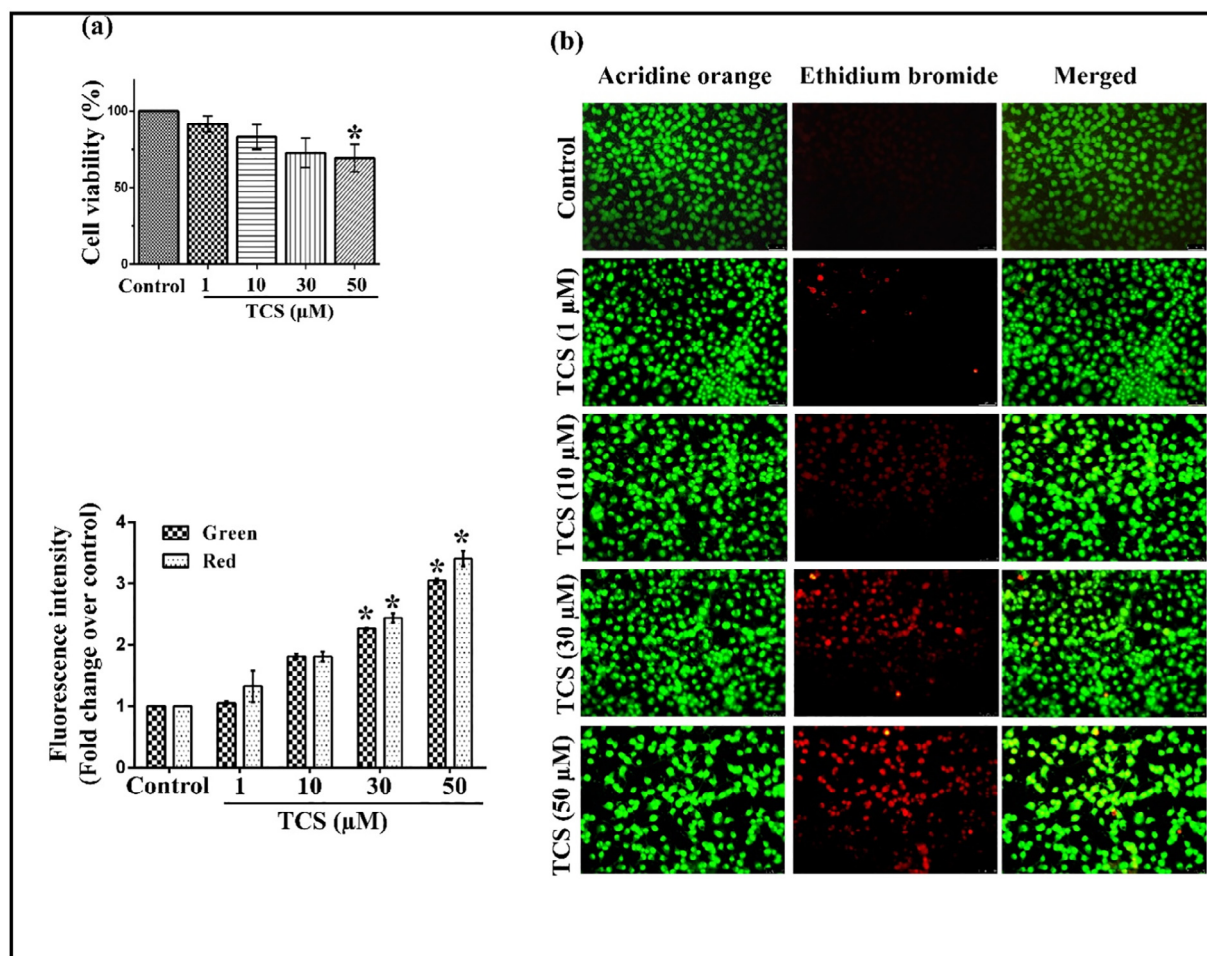 (a)
Cell viability (%)
100
50
0
*
Control 1 10 30 50
TCS (µM)
Fluorescence intensity
(Fold change over control)
4
3
2
1
0
Green
Red
* *
* *
Control 1 10 30 50
TCS (µM)
(b)
Acridine orange Ethidium bromide Merged
Control
TCS (1 µM)
TCS (10 µM)
TCS (30 µM)
TCS (50 µM)